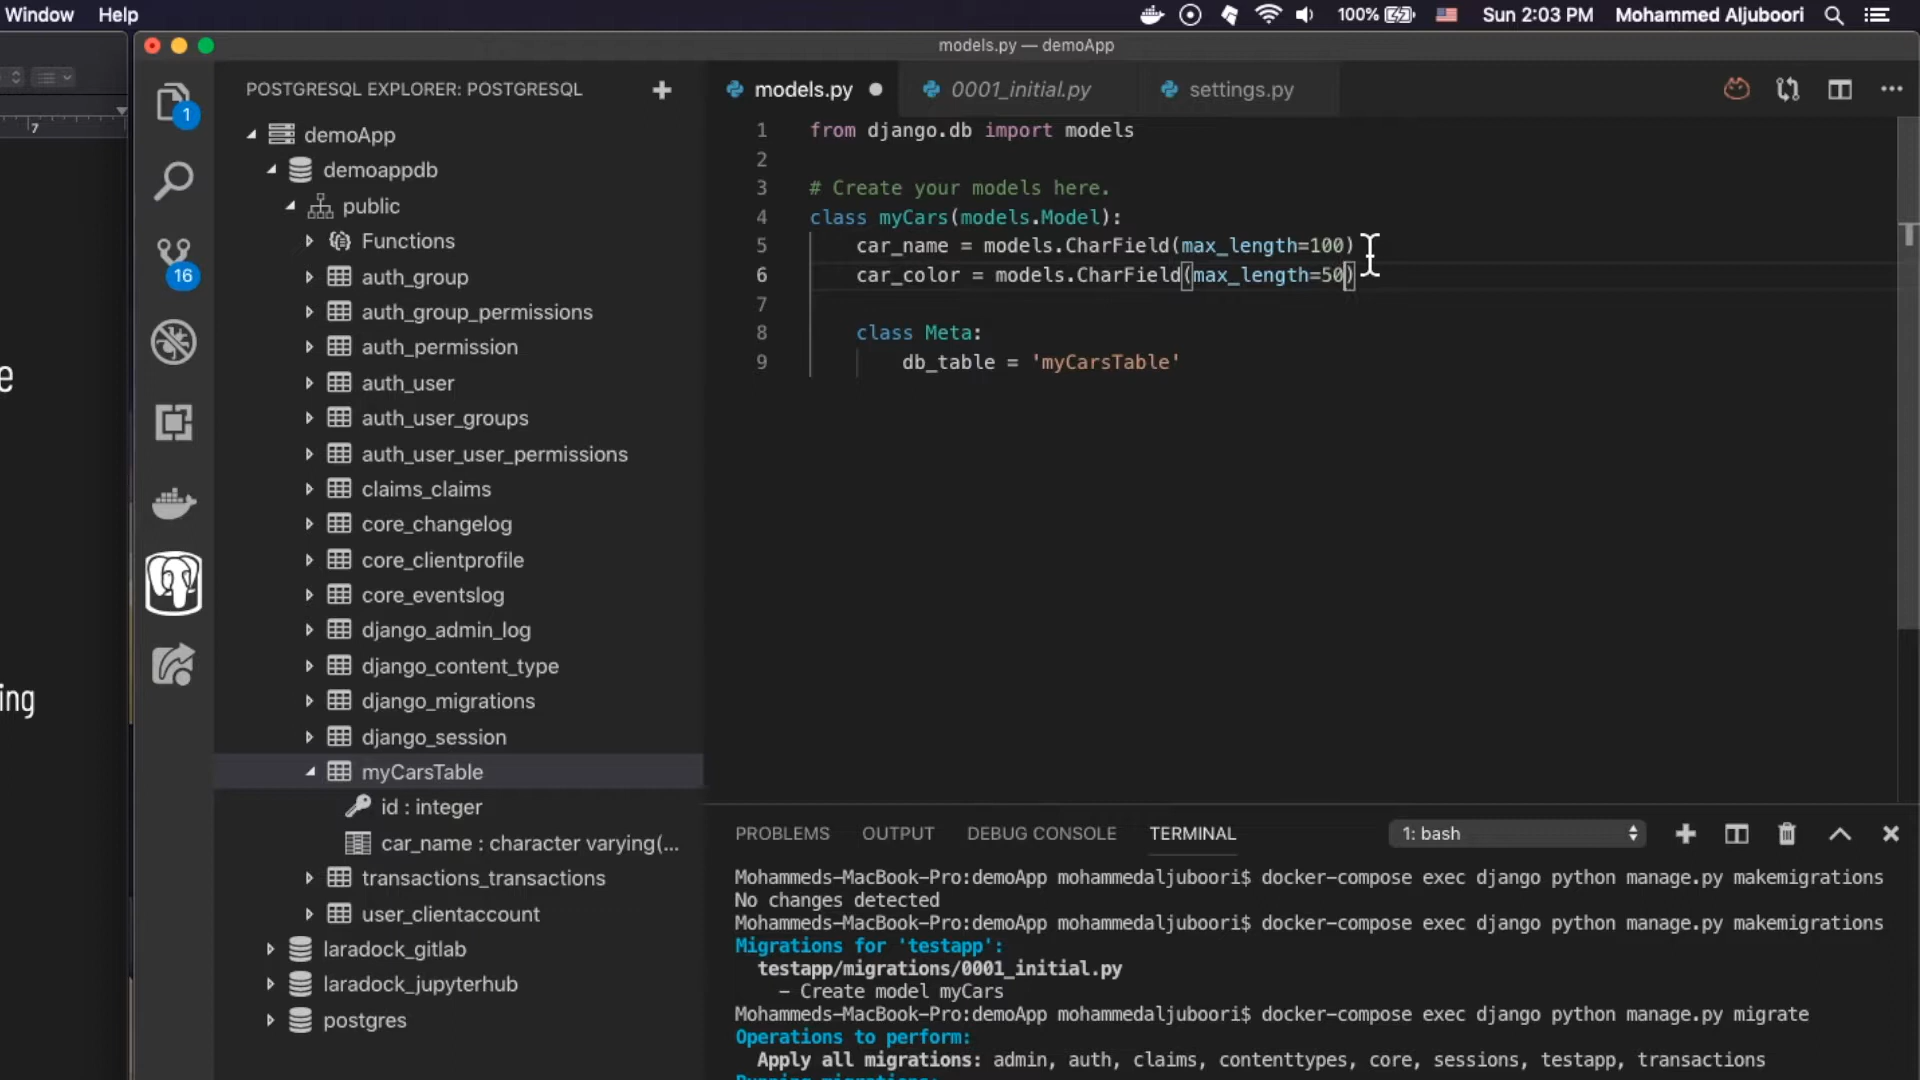 Window Help
100% Sun 2:03 PM Mohammed Aljuboori
models.py — demoApp
7
e
ing
1
16
POSTGRESQL EXPLORER: POSTGRESQL
demoApp
demoappdb
public
Functions
auth_group
auth_group_permissions
auth_permission
auth_user
auth_user_groups
auth_user_user_permissions
claims_claims
core_changelog
core_clientprofile
core_eventslog
django_admin_log
django_content_type
django_migrations
django_session
myCarsTable
id : integer
car_name : character varying(...
transactions_transactions
user_clientaccount
laradock_gitlab
laradock_jupyterhub
postgres
models.py 0001_initial.py settings.py
1 from django.db import models
2
3 # Create your models here.
4 class myCars(models.Model):
5 car_name = models.CharField(max_length=100)
6 car_color = models.CharField(max_length=50)
7
8 class Meta:
9 db_table = 'myCarsTable'
PROBLEMS OUTPUT DEBUG CONSOLE TERMINAL 1: bash
Mohammeds-MacBook-Pro:demoApp mohammedaljuboori$ docker-compose exec django python manage.py makemigrations
No changes detected
Mohammeds-MacBook-Pro:demoApp mohammedaljuboori$ docker-compose exec django python manage.py makemigrations
Migrations for 'testapp':
testapp/migrations/0001_initial.py
- Create model myCars
Mohammeds-MacBook-Pro:demoApp mohammedaljuboori$ docker-compose exec django python manage.py migrate
Operations to perform:
Apply all migrations: admin, auth, claims, contenttypes, core, sessions, testapp, transactions